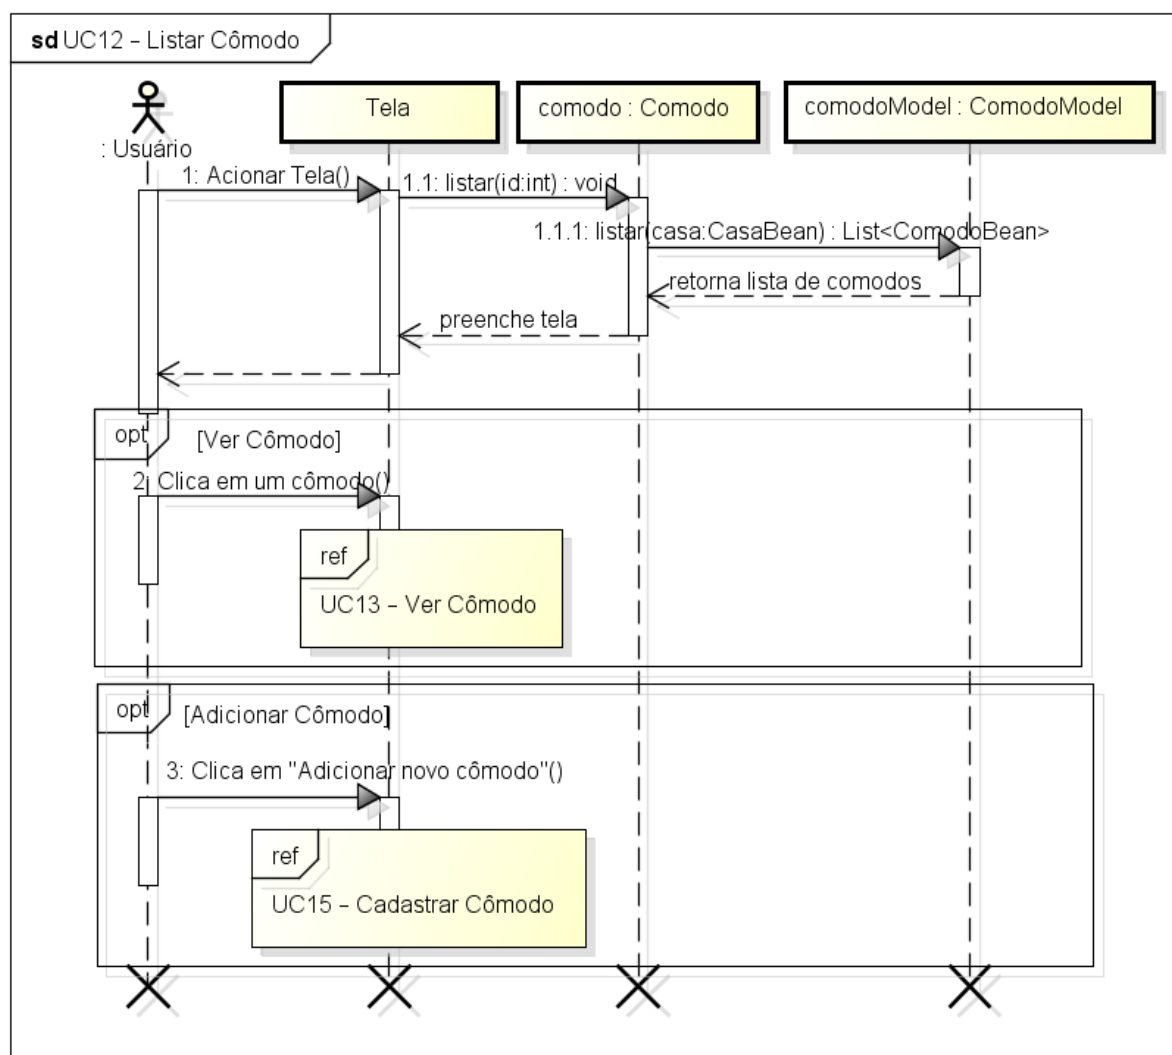 sd UC12 – Listar Cômodo
: Usuário
Tela
comodo : Comodo
comodoModel : ComodoModel
1: Acionar Tela()
1.1: listar(id:int) : void
1.1.1: listar(casa:CasaBean) : List<ComodoBean>
retorna lista de comodos
preenche tela
opt
[Ver Cômodo]
2: Clica em um cômodo()
ref
UC13 – Ver Cômodo
opt
[Adicionar Cômodo]
3: Clica em "Adicionar novo cômodo"()
ref
UC15 – Cadastrar Cômodo